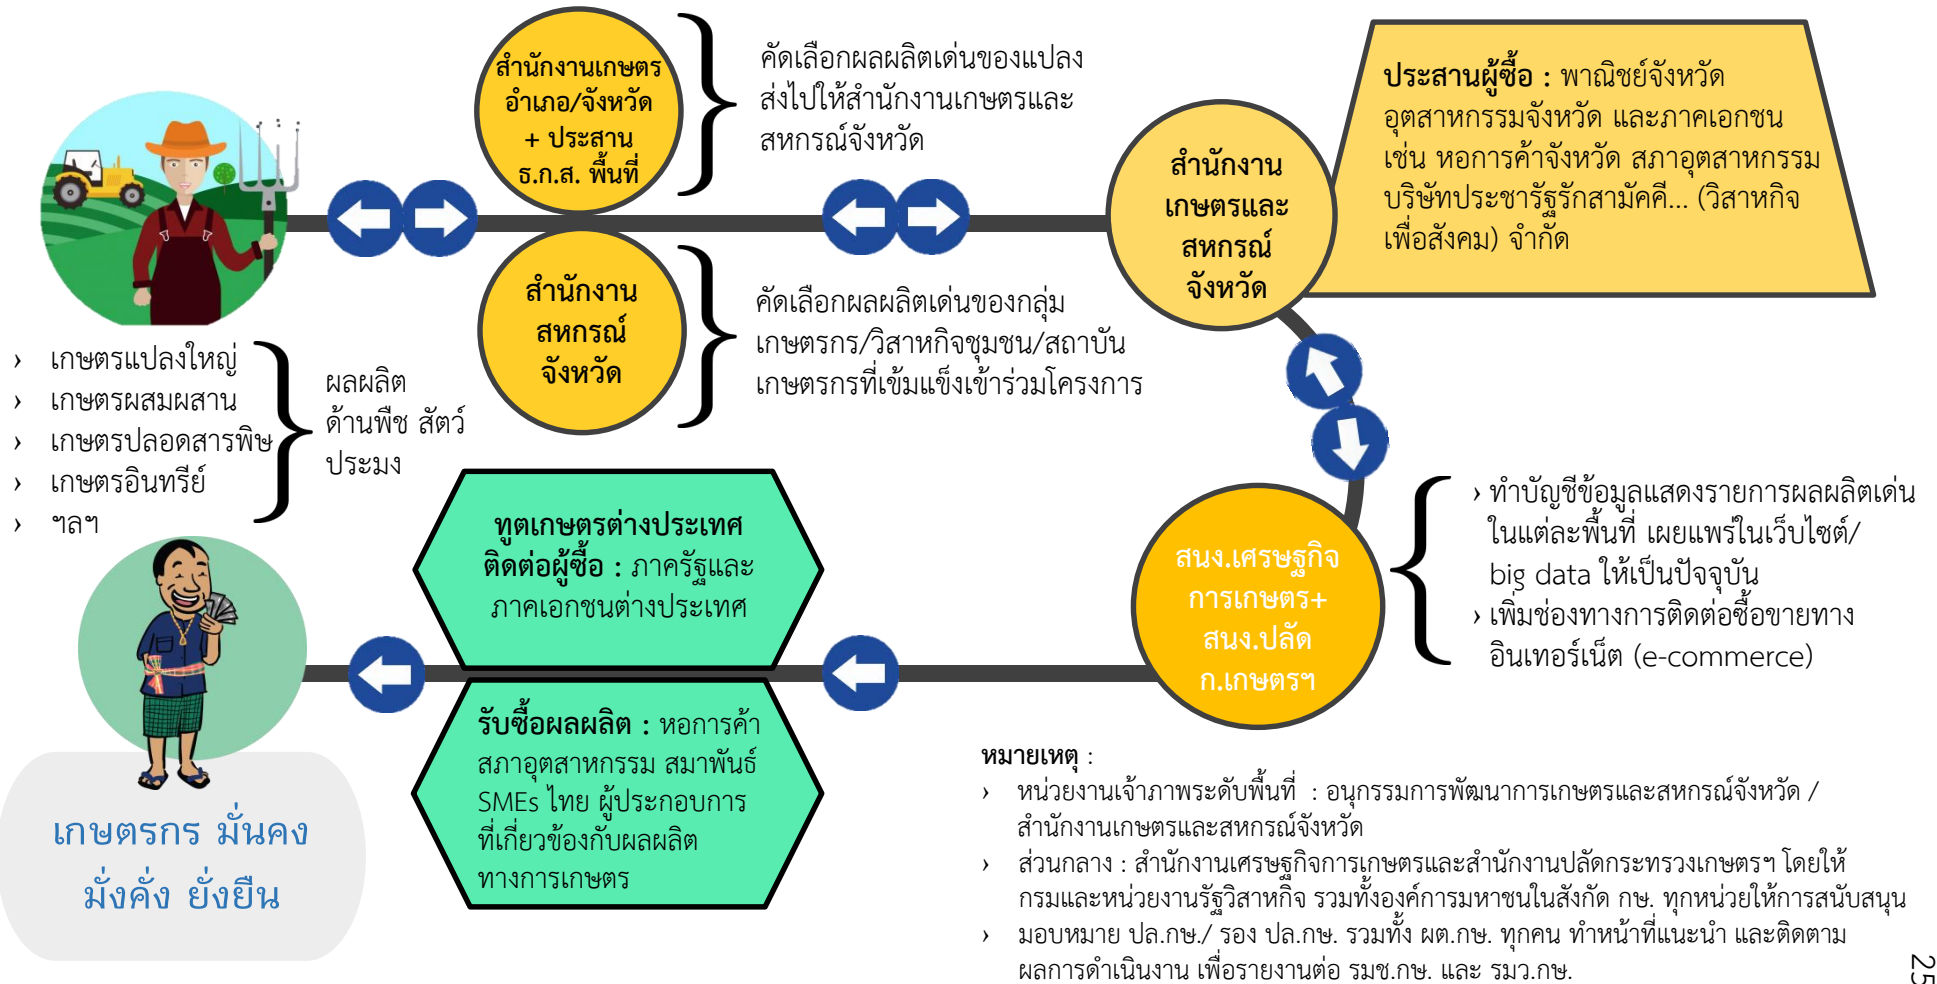 สำนักงานเกษตร
อำเภอ/จังหวัด
+ ประสาน
ธ.ก.ส. พื้นที่
คัดเลือกผลผลิตเด่นของแปลง
ส่งไปให้สำนักงานเกษตรและ
สหกรณ์จังหวัด
สำนักงาน
เกษตรและ
สหกรณ์
จังหวัด
ประสานผู้ซื้อ : พาณิชย์จังหวัด
อุตสาหกรรมจังหวัด และภาคเอกชน
เช่น หอการค้าจังหวัด สภาอุตสาหกรรม
บริษัทประชารัฐรักสามัคคี... (วิสาหกิจ
เพื่อสังคม) จำกัด
สำนักงาน
สหกรณ์
จังหวัด
คัดเลือกผลผลิตเด่นของกลุ่ม
เกษตรกร/วิสาหกิจชุมชน/สถาบัน
เกษตรกรที่เข้มแข็งเข้าร่วมโครงการ
› เกษตรแปลงใหญ่
› เกษตรผสมผสาน
› เกษตรปลอดสารพิษ
› เกษตรอินทรีย์
› ฯลฯ
ผลผลิต
ด้านพืช สัตว์
ประมง
ทูตเกษตรต่างประเทศ
ติดต่อผู้ซื้อ : ภาครัฐและ
ภาคเอกชนต่างประเทศ
สนง.เศรษฐกิจ
การเกษตร+
สนง.ปลัด
ก.เกษตรฯ
› ทำบัญชีข้อมูลแสดงรายการผลผลิตเด่น
ในแต่ละพื้นที่ เผยแพร่ในเว็บไซต์/
big data ให้เป็นปัจจุบัน
› เพิ่มช่องทางการติดต่อซื้อขายทาง
อินเทอร์เน็ต (e-commerce)
รับซื้อผลผลิต : หอการค้า
สภาอุตสาหกรรม สมาพันธ์
SMEs ไทย ผู้ประกอบการ
ที่เกี่ยวข้องกับผลผลิต
ทางการเกษตร
เกษตรกร มั่นคง
มั่งคั่ง ยั่งยืน
หมายเหตุ :
› หน่วยงานเจ้าภาพระดับพื้นที่ : อนุกรรมการพัฒนาการเกษตรและสหกรณ์จังหวัด /
สำนักงานเกษตรและสหกรณ์จังหวัด
› ส่วนกลาง : สำนักงานเศรษฐกิจการเกษตรและสำนักงานปลัดกระทรวงเกษตรฯ โดยให้
กรมและหน่วยงานรัฐวิสาหกิจ รวมทั้งองค์การมหาชนในสังกัด กษ. ทุกหน่วยให้การสนับสนุน
› มอบหมาย ปล.กษ./ รอง ปล.กษ. รวมทั้ง ผต.กษ. ทุกคน ทำหน้าที่แนะนำ และติดตาม
ผลการดำเนินงาน เพื่อรายงานต่อ รมช.กษ. และ รมว.กษ.
25